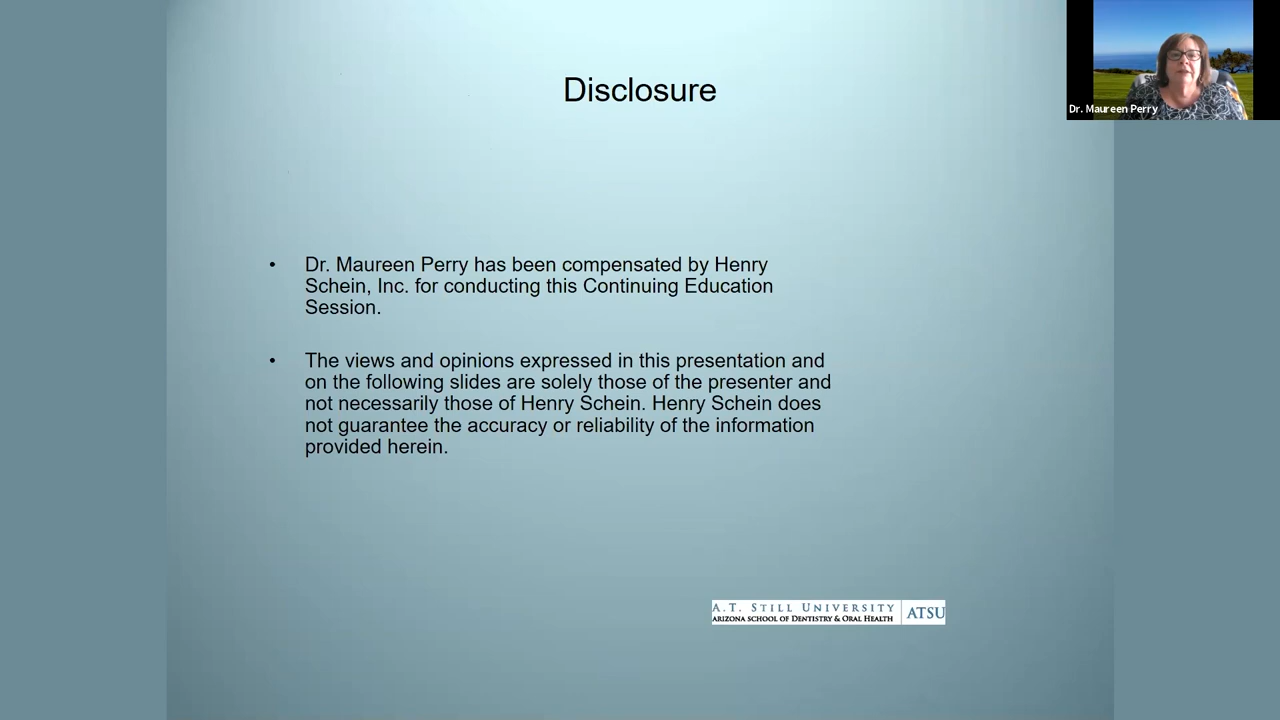 Disclosure
Dr. Maureen Perry
• Dr. Maureen Perry has been compensated by Henry
Schein, Inc. for conducting this Continuing Education
Session.
• The views and opinions expressed in this presentation and
on the following slides are solely those of the presenter and
not necessarily those of Henry Schein. Henry Schein does
not guarantee the accuracy or reliability of the information
provided herein.
A.T. STILL UNIVERSITY ATSU
ARIZONA SCHOOL OF DENTISTRY & ORAL HEALTH